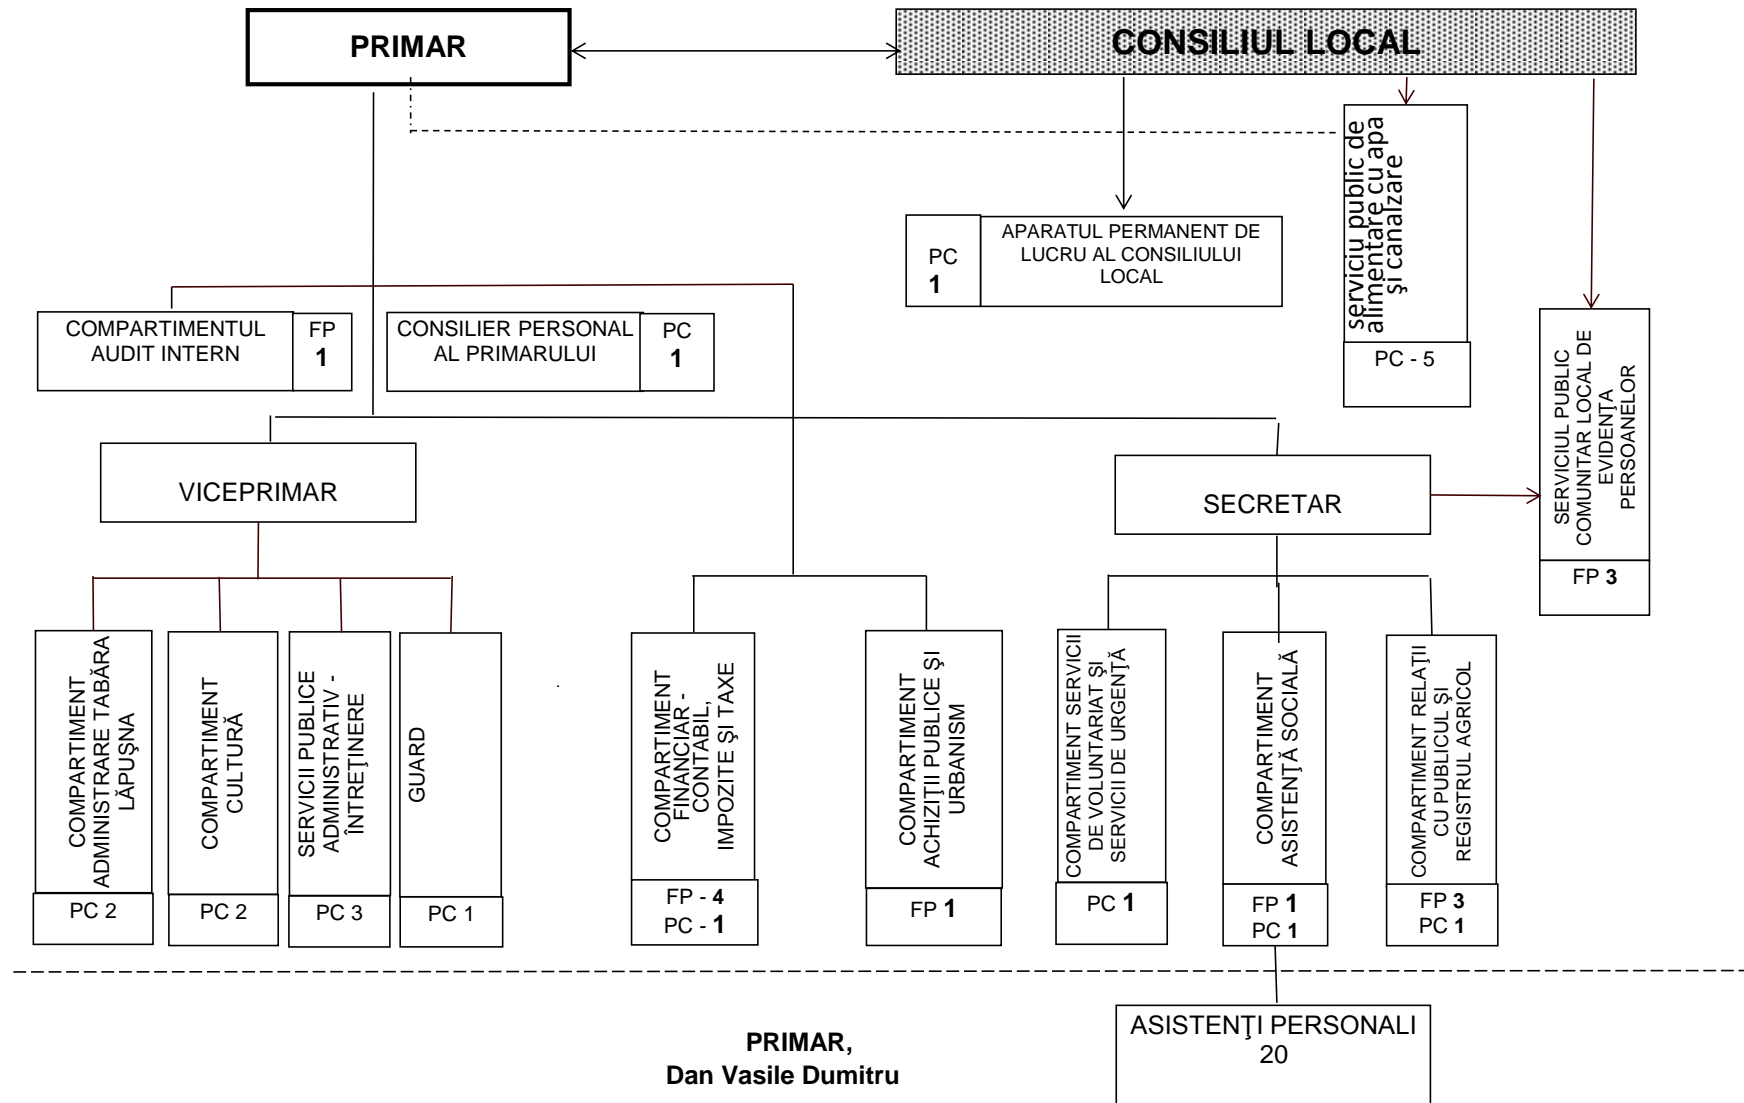 PRIMAR
CONSILIUL LOCAL
serviciu public de
alimentare cu apa
şi canalzare
PC - 5
PC
1
APARATUL PERMANENT DE
LUCRU AL CONSILIULUI
LOCAL
COMPARTIMENTUL
AUDIT INTERN
FP
1
CONSILIER PERSONAL
AL PRIMARULUI
PC
1
SERVICIUL PUBLIC
COMUNITAR LOCAL DE
EVIDENŢA
PERSOANELOR
FP 3
VICEPRIMAR
SECRETAR
COMPARTIMENT
ADMINISTRARE TABĂRA
LĂPUŞNA
PC 2
COMPARTIMENT
CULTURĂ
PC 2
SERVICII PUBLICE
ADMINISTRATIV -
ÎNTREŢINERE
PC 3
GUARD
PC 1
COMPARTIMENT
FINANCIAR -
CONTABIL,
IMPOZITE ŞI TAXE
FP - 4
PC - 1
COMPARTIMENT
ACHIZIŢII PUBLICE ŞI
URBANISM
FP 1
COMPARTIMENT SERVICII
DE VOLUNTARIAT ŞI
SERVICII DE URGENŢĂ
PC 1
COMPARTIMENT
ASISTENŢĂ SOCIALĂ
FP 1
PC 1
COMPARTIMENT RELAŢII
CU PUBLICUL ŞI
REGISTRUL AGRICOL
FP 3
PC 1
ASISTENŢI PERSONALI
20
PRIMAR,
Dan Vasile Dumitru